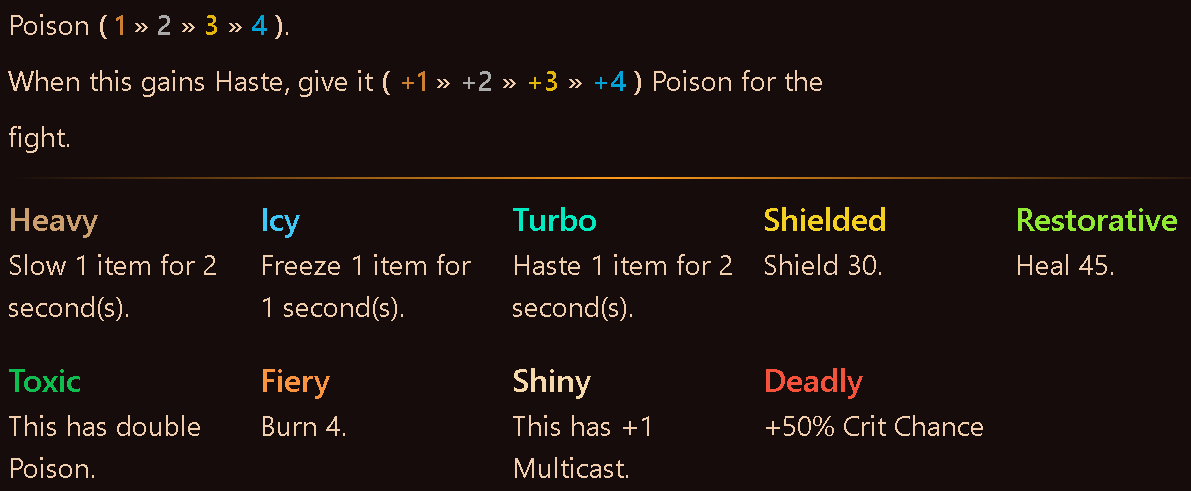 Poison ( 1 » 2 » 3 » 4 ).
When this gains Haste, give it ( +1 » +2 » +3 » +4 ) Poison for the
fight.
Heavy
Slow 1 item for 2
second(s).
Icy
Freeze 1 item for
1 second(s).
Turbo
Haste 1 item for 2
second(s).
Shielded
Shield 30.
Restorative
Heal 45.
Toxic
This has double
Poison.
Fiery
Burn 4.
Shiny
This has +1
Multicast.
Deadly
+50% Crit Chance